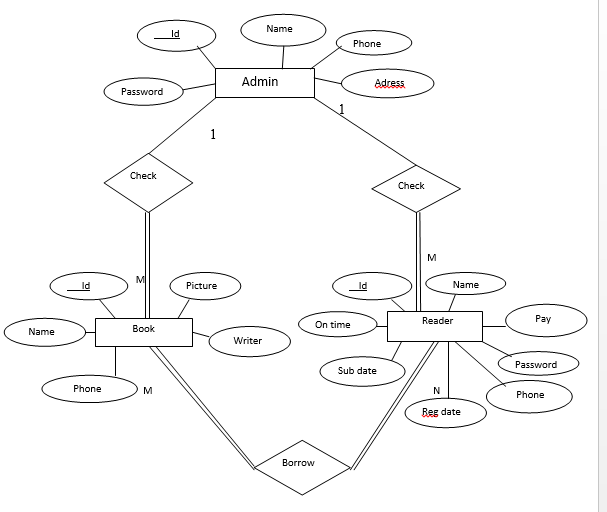 Id
Name
Phone
Password
Admin
Adress
1
1
Check
Check
M
M
Id
Picture
Id
Name
Name
Book
Writer
On time
Reader
Pay
Phone
M
Sub date
N
Reg date
Password
Phone
Borrow